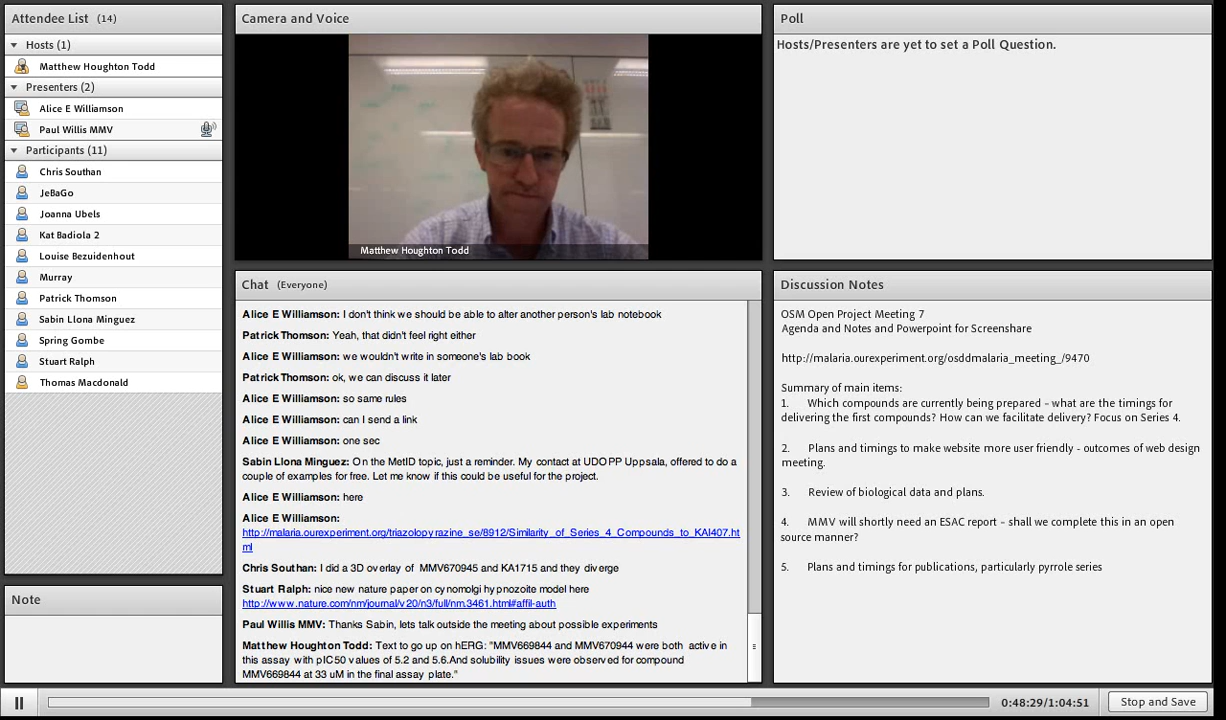 Attendee List (14)
Hosts (1)
Matthew Houghton Todd
Presenters (2)
Alice E Williamson
Paul Willis MMV
Participants (11)
Chris Southan
JeBaGo
Joanna Ubels
Kat Badiola 2
Louise Bezuidenhout
Murray
Patrick Thomson
Sabin Llona Minguez
Spring Gombe
Stuart Ralph
Thomas Macdonald
Note
Camera and Voice
Matthew Houghton Todd
Chat (Everyone)
Alice E Williamson: I don't think we should be able to alter another person's lab notebook
Patrick Thomson: Yeah, that didn't feel right either
Alice E Williamson: we wouldn't write in someone's lab book
Patrick Thomson: ok, we can discuss it later
Alice E Williamson: so same rules
Alice E Williamson: can I send a link
Alice E Williamson: one sec
Sabin Llona Minguez: On the MetID topic, just a reminder. My contact at UDOPP Uppsala, offered to do a
couple of examples for free. Let me know if this could be useful for the project.
Alice E Williamson: here
Alice E Williamson:
http://malaria.ourexperiment.org/triazolopyrazine_se/8912/Similarity_of_Series_4_Compounds_to_KAI407.ht
ml
Chris Southan: I did a 3D overlay of MMV670945 and KA1715 and they diverge
Stuart Ralph: nice new nature paper on cynomolgi hypnozoite model here
http://www.nature.com/nm/journal/v20/n3/full/nm.3461.html#affil-auth
Paul Willis MMV: Thanks Sabin, lets talk outside the meeting about possible experiments
Matthew Houghton Todd: Text to go up on hERG: "MMV669844 and MMV670944 were both active in
this assay with pIC50 values of 5.2 and 5.6.And solubility issues were observed for compound
MMV669844 at 33 uM in the final assay plate."
Poll
Hosts/Presenters are yet to set a Poll Question.
Discussion Notes
OSM Open Project Meeting 7
Agenda and Notes and Powerpoint for Screenshare
http://malaria.ourexperiment.org/osddmalaria_meeting_/9470
Summary of main items:
1. Which compounds are currently being prepared - what are the timings for
delivering the first compounds? How can we facilitate delivery? Focus on Series 4.
2. Plans and timings to make website more user friendly - outcomes of web design
meeting.
3. Review of biological data and plans.
4. MMV will shortly need an ESAC report - shall we complete this in an open
source manner?
5. Plans and timings for publications, particularly pyrrole series
0:48:29/1:04:51
Stop and Save